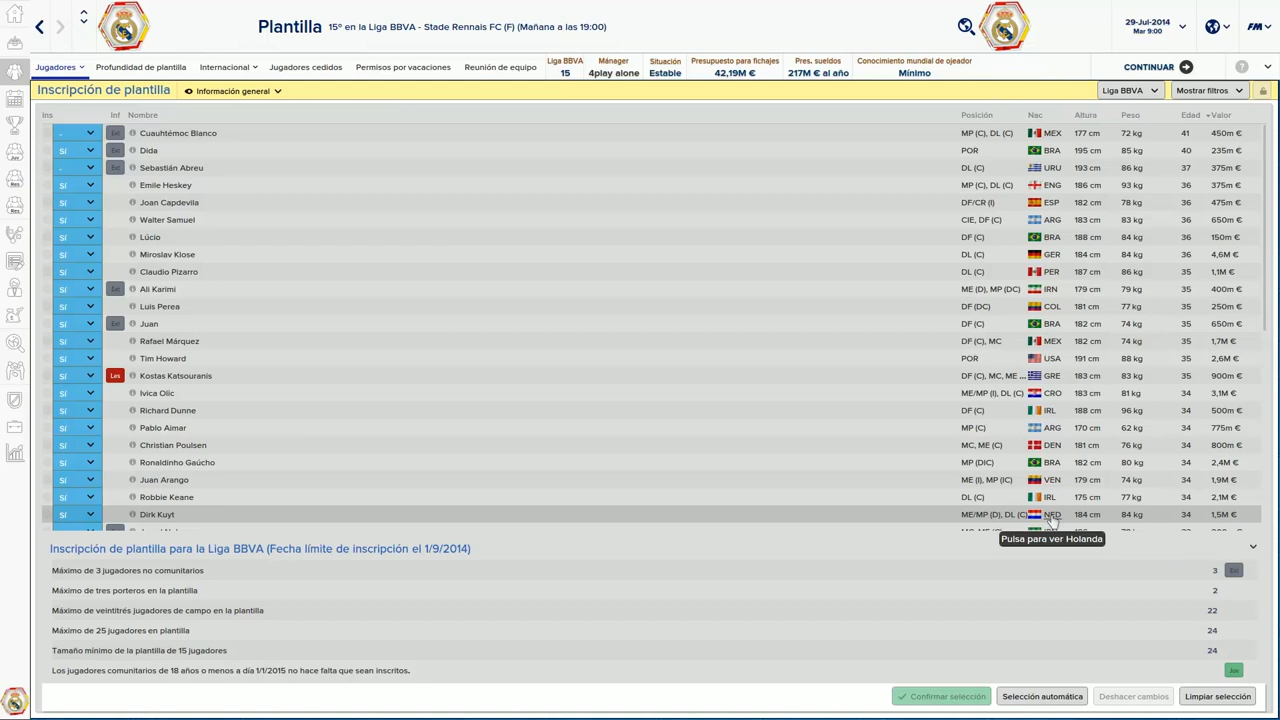 Plantilla 15º en la Liga BBVA - Stade Rennais FC (F) (Mañana a las 19:00)
29-Jul-2014
Mar 9:00
FM
Jugadores Profundidad de plantilla Internacional Jugadores cedidos Permisos por vacaciones Reunión de equipo
Liga BBVA Mánager Situación Presupuesto para fichajes Pres. sueldos Conocimiento mundial de ojeador
15 4play alone Estable 42,19M € 217M € al año Mínimo
CONTINUAR
?
Inscripción de plantilla Información general Liga BBVA Mostrar filtros
Ins Inf Nombre Posición Nac Altura Peso Edad Valor
- Ext Cuauhtémoc Blanco MP (C), DL (C) MEX 177 cm 72 kg 41 450m €
Sí Ext Dida POR BRA 195 cm 85 kg 40 235m €
- Ext Sebastián Abreu DL (C) URU 193 cm 86 kg 37 375m €
Sí Emile Heskey MP (C), DL (C) ENG 186 cm 93 kg 36 375m €
Sí Joan Capdevila DF/CR (I) ESP 182 cm 78 kg 36 475m €
Sí Walter Samuel CIE, DF (C) ARG 183 cm 83 kg 36 650m €
Sí Lúcio DF (C) BRA 188 cm 84 kg 36 150m €
Sí Miroslav Klose DL (C) GER 184 cm 84 kg 36 4,6M €
Sí Claudio Pizarro DL (C) PER 187 cm 86 kg 35 1,1M €
Sí Ext Ali Karimi ME (D), MP (DC) IRN 179 cm 79 kg 35 400m €
Sí Luis Perea DF (DC) COL 181 cm 77 kg 35 250m €
Sí Ext Juan DF (C) BRA 182 cm 74 kg 35 650m €
Sí Rafael Márquez DF (C), MC MEX 182 cm 74 kg 35 1,7M €
Sí Tim Howard POR USA 191 cm 88 kg 35 2,6M €
Sí Les Kostas Katsouranis DF (C), MC, ME ... GRE 183 cm 83 kg 35 900m €
Sí Ivica Olic ME/MP (I), DL (C) CRO 183 cm 81 kg 34 3,1M €
Sí Richard Dunne DF (C) IRL 188 cm 96 kg 34 500m €
Sí Pablo Aimar MP (C) ARG 170 cm 62 kg 34 775m €
Sí Christian Poulsen MC, ME (C) DEN 181 cm 76 kg 34 800m €
Sí Ronaldinho Gaúcho MP (DIC) BRA 182 cm 80 kg 34 2,4M €
Sí Juan Arango ME (I), MP (IC) VEN 179 cm 74 kg 34 1,9M €
Sí Robbie Keane DL (C) IRL 175 cm 77 kg 34 2,1M €
Sí Dirk Kuyt ME/MP (D), DL (C) NED 184 cm 84 kg 34 1,5M €
Pulsa para ver Holanda
Inscripción de plantilla para la Liga BBVA (Fecha límite de inscripción el 1/9/2014)
Máximo de 3 jugadores no comunitarios 3 Ext
Máximo de tres porteros en la plantilla 2
Máximo de veintitrés jugadores de campo en la plantilla 22
Máximo de 25 jugadores en plantilla 24
Tamaño mínimo de la plantilla de 15 jugadores 24
Los jugadores comunitarios de 18 años o menos a día 1/1/2015 no hace falta que sean inscritos. Jov
Confirmar selección Selección automática Deshacer cambios Limpiar selección